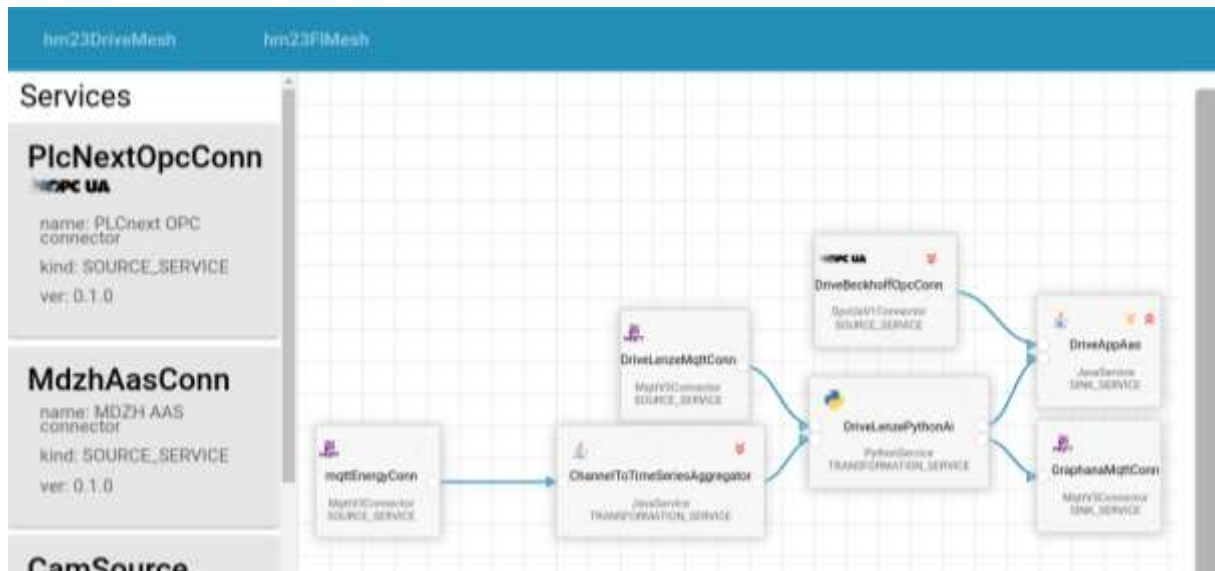 hm23DriveMesh
hm23FlMesh
Services
PlcNextOpcConn
OPC UA
name: PLCnext OPC
connector
kind: SOURCE_SERVICE
ver: 0.1.0
MdzhAasConn
name: MDZH AAS
connector
kind: SOURCE_SERVICE
ver: 0.1.0
CamSource
OPC UA
DriveBeckhoffOpcConn
OpcUaV1Connector
SOURCE_SERVICE
DriveLenzeMqttConn
MqttV3Connector
SOURCE_SERVICE
DriveAppAas
JavaService
SINK_SERVICE
DriveLenzePythonAi
PythonService
TRANSFORMATION_SERVICE
mqttEnergyConn
MqttV3Connector
SOURCE_SERVICE
ChannelToTimeSeriesAggregator
JavaService
TRANSFORMATION_SERVICE
GraphanaMqttConn
MqttV3Connector
SINK_SERVICE